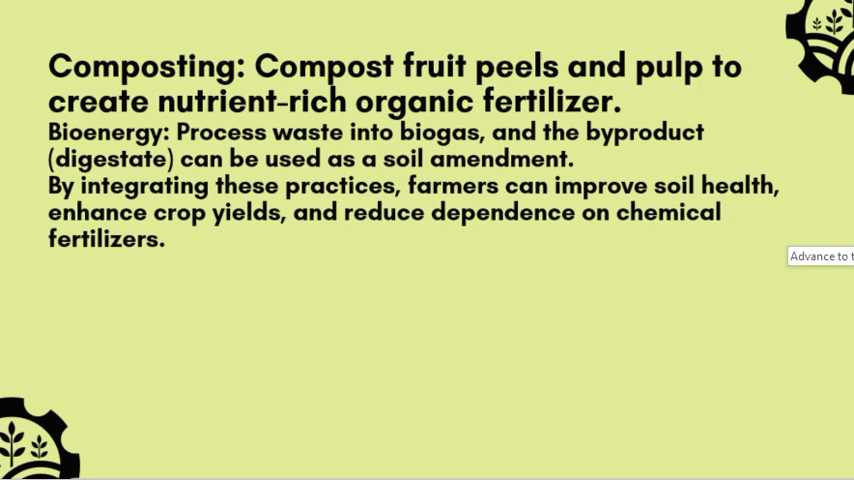 Composting: Compost fruit peels and pulp to
create nutrient-rich organic fertilizer.
Bioenergy: Process waste into biogas, and the byproduct
(digestate) can be used as a soil amendment.
By integrating these practices, farmers can improve soil health,
enhance crop yields, and reduce dependence on chemical
fertilizers.
Advance to t